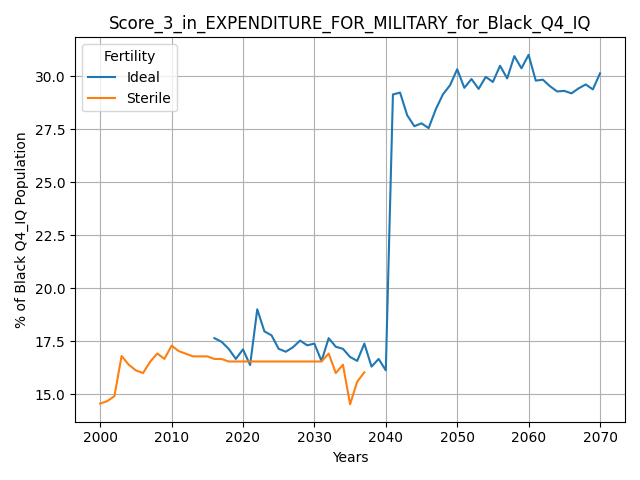 Score_3_in_EXPENDITURE_FOR_MILITARY_for_Black_Q4_IQ
Fertility
Ideal
Sterile
% of Black Q4_IQ Population
30.0
27.5
25.0
22.5
20.0
17.5
15.0
2000 2010 2020 2030 2040 2050 2060 2070
Years